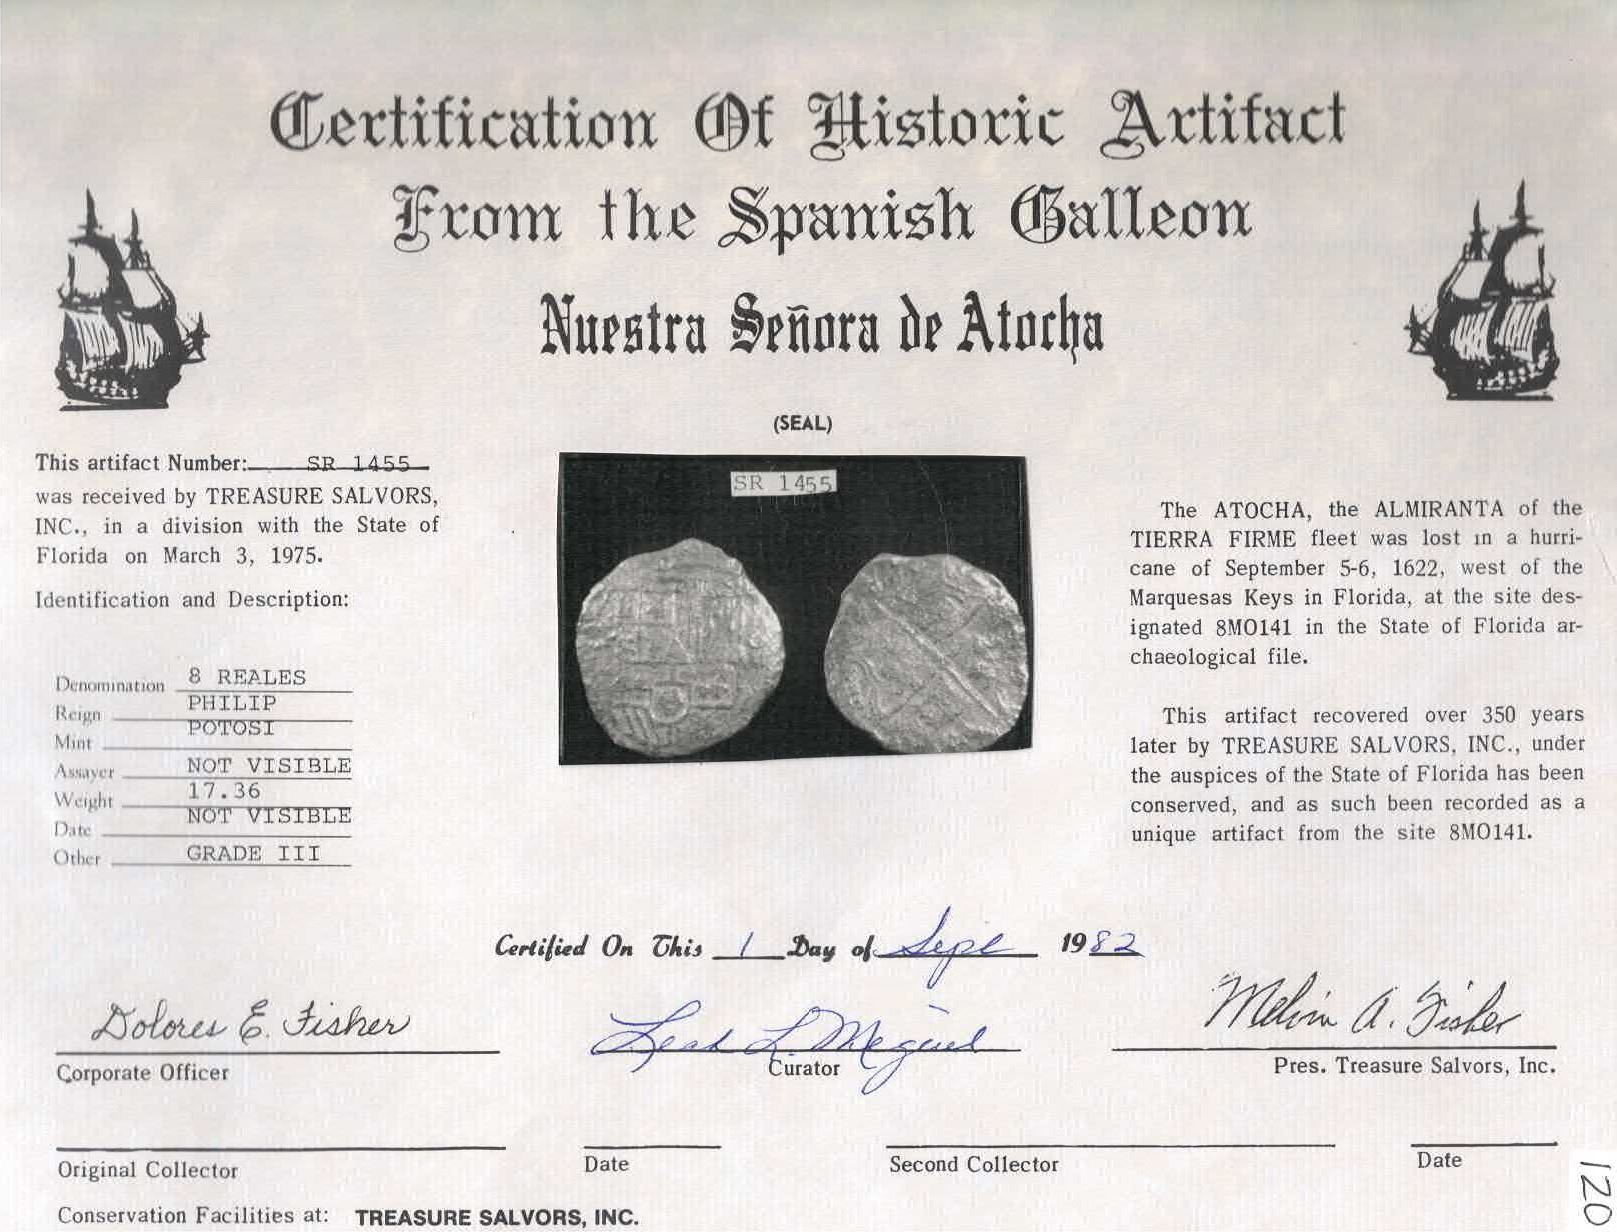 Certification Of Historic Artifact
From the Spanish Galleon
Nuestra Señora de Atocha
(SEAL)
This artifact Number: SR 1455
was received by TREASURE SALVORS,
INC., in a division with the State of
Florida on March 3, 1975.
Identification and Description:
Denomination 8 REALES
Reign PHILIP
Mint POTOSI
Assayer NOT VISIBLE
Weight 17.36
Date NOT VISIBLE
Other GRADE III
SR 1455
The ATOCHA, the ALMIRANTA of the
TIERRA FIRME fleet was lost in a hurri-
cane of September 5-6, 1622, west of the
Marquesas Keys in Florida, at the site des-
ignated 8MO141 in the State of Florida ar-
chaeological file.
This artifact recovered over 350 years
later by TREASURE SALVORS, INC., under
the auspices of the State of Florida has been
conserved, and as such been recorded as a
unique artifact from the site 8MO141.
Certified On This 1 Day of Sept 1982
Dolores E. Fisher
Corporate Officer
Leah L.
Curator
Melvin A. Fisher
Pres. Treasure Salvors, Inc.
Original Collector
Date
Second Collector
Date
Conservation Facilities at: TREASURE SALVORS, INC.
120